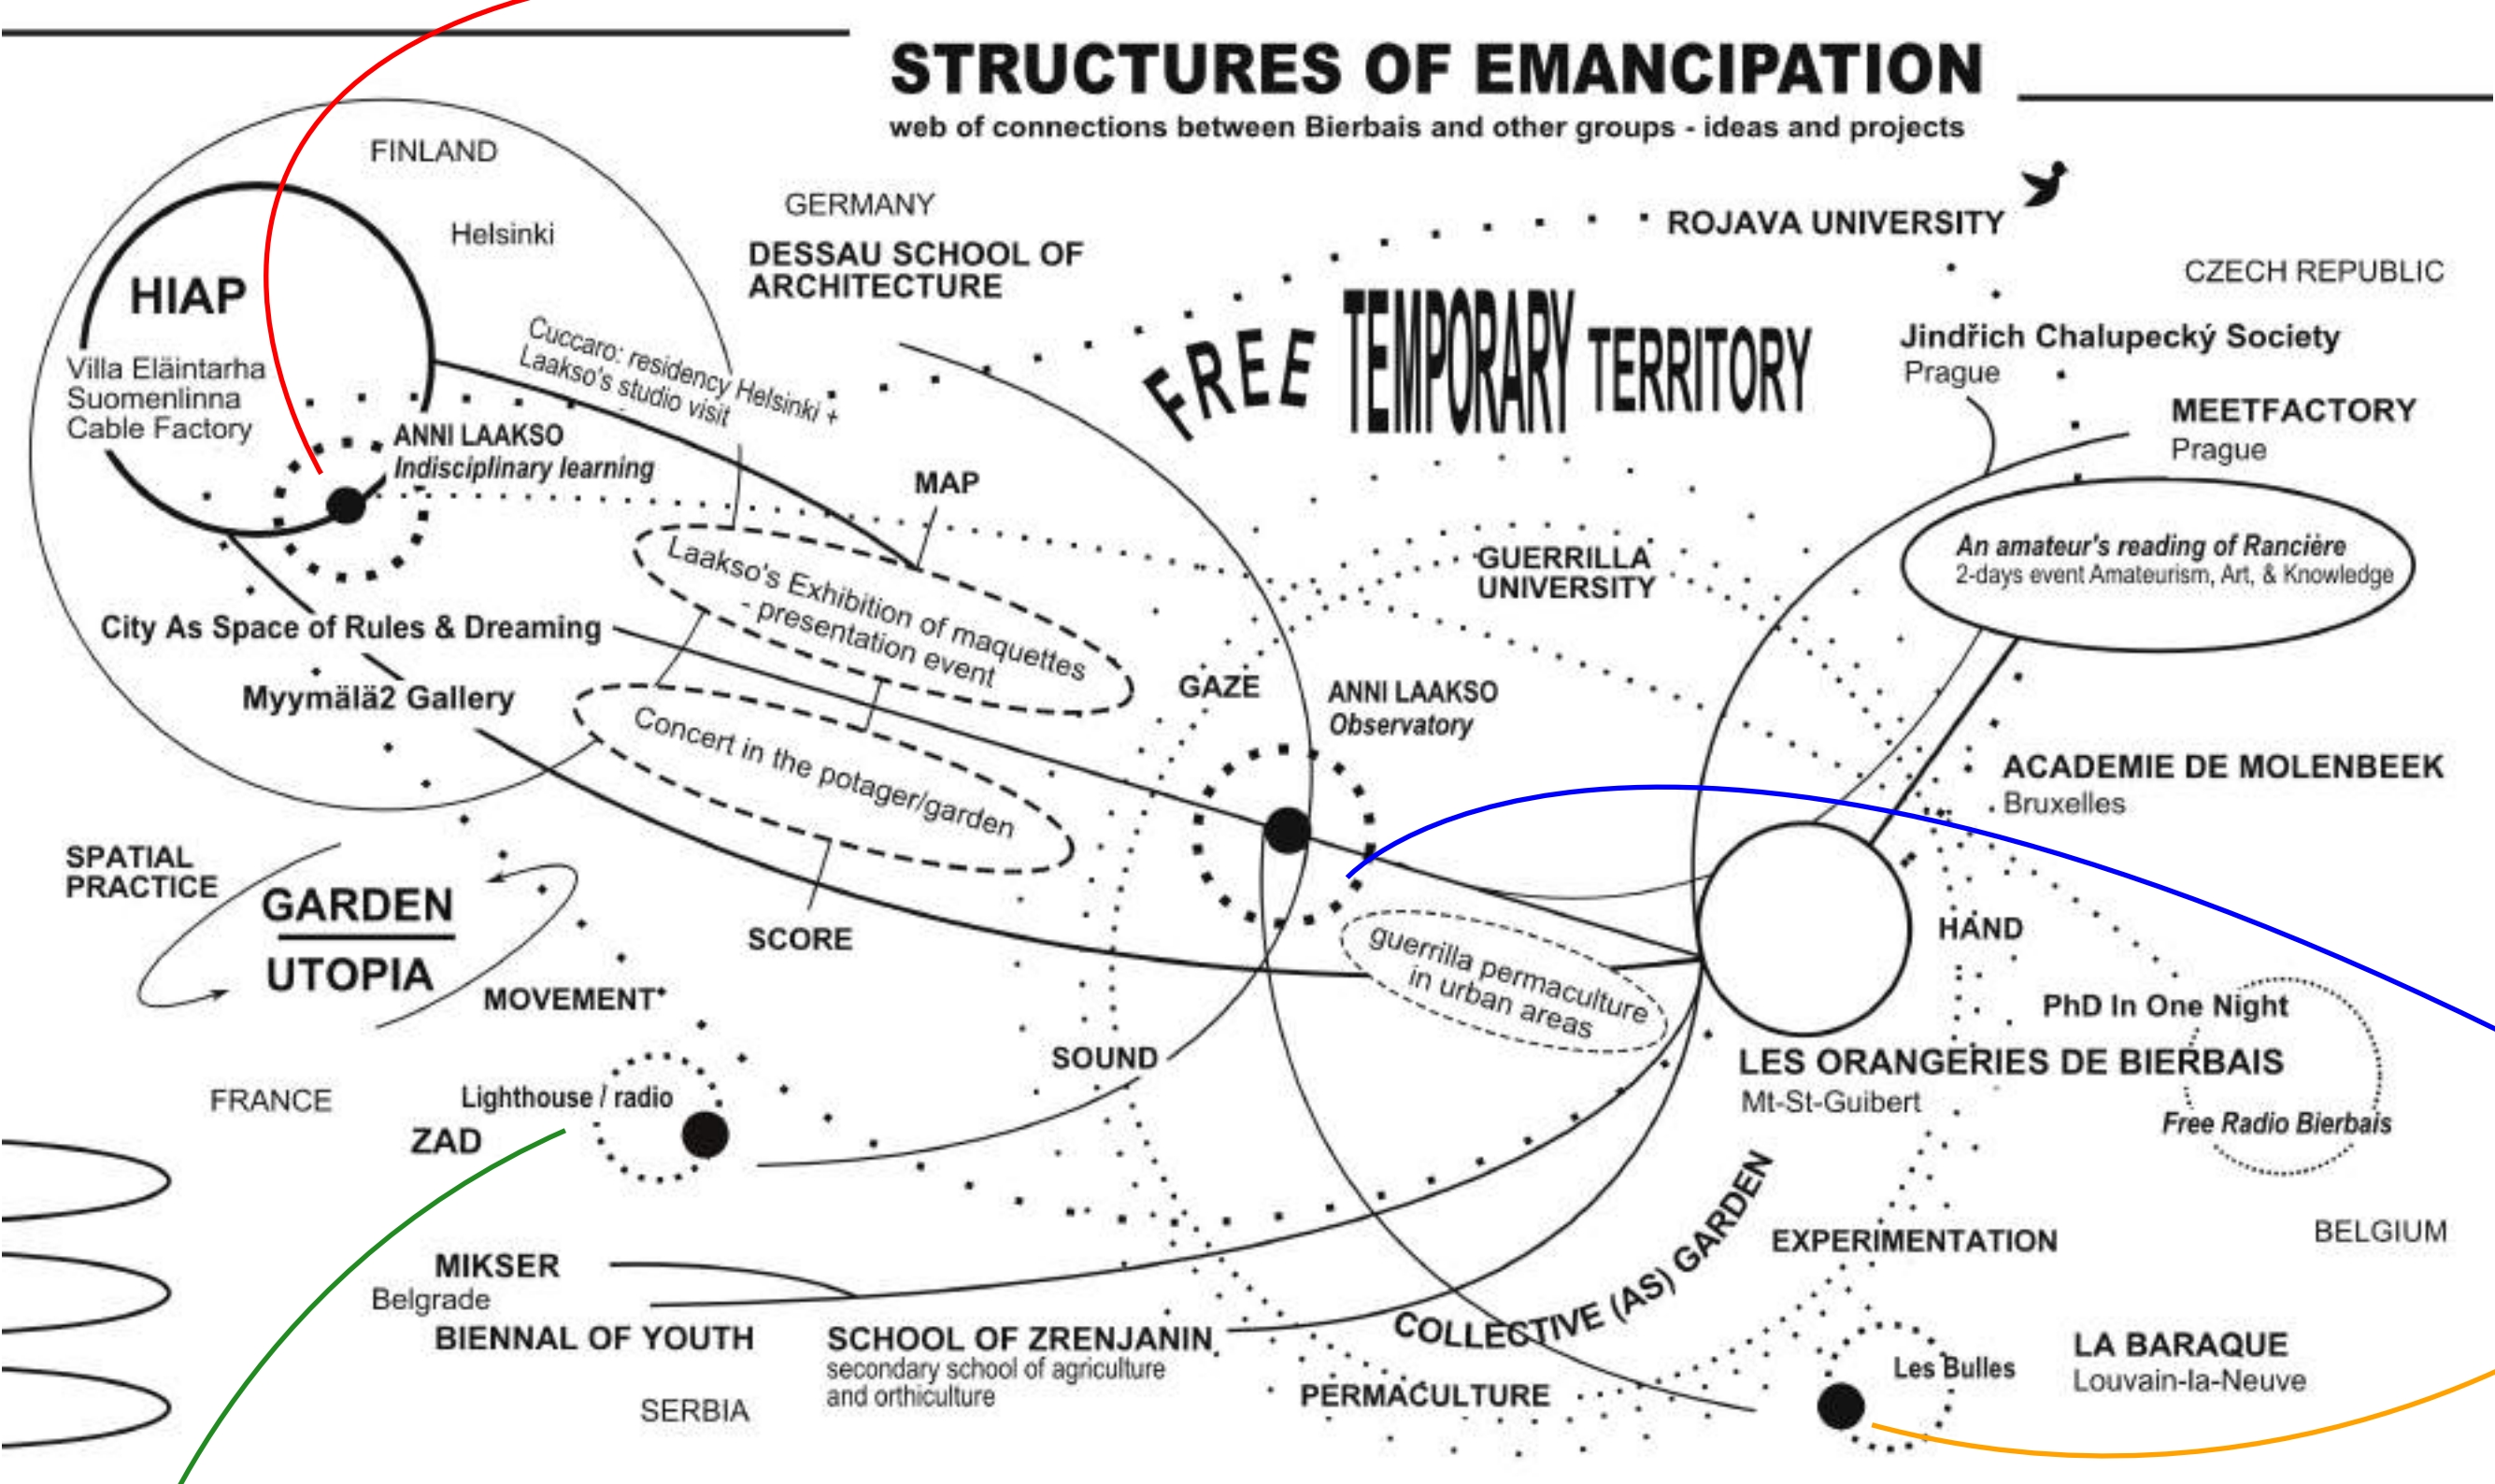 STRUCTURES OF EMANCIPATION
web of connections between Bierbais and other groups - ideas and projects
FINLAND
Helsinki
HIAP
Villa Eläintarha
Suomenlinna
Cable Factory
ANNI LAAKSO
Indisciplinary learning
GERMANY
DESSAU SCHOOL OF
ARCHITECTURE
Cuccaro: residency Helsinki +
Laakso's studio visit
ROJAVA UNIVERSITY
FREE TEMPORARY TERRITORY
CZECH REPUBLIC
Jindřich Chalupecký Society
Prague
MEETFACTORY
Prague
MAP
An amateur's reading of Rancière
2-days event Amateurism, Art, & Knowledge
GUERRILLA
UNIVERSITY
Laakso's Exhibition of maquettes
- presentation event
City As Space of Rules & Dreaming
Myymälä2 Gallery
Concert in the potager/garden
GAZE
ANNI LAAKSO
Observatory
ACADEMIE DE MOLENBEEK
Bruxelles
SPATIAL
PRACTICE
GARDEN
UTOPIA
MOVEMENT
SCORE
guerrilla permaculture
in urban areas
HAND
PhD In One Night
SOUND
LES ORANGERIES DE BIERBAIS
Mt-St-Guibert
Free Radio Bierbais
FRANCE
Lighthouse / radio
ZAD
COLLECTIVE (AS) GARDEN
EXPERIMENTATION
BELGIUM
MIKSER
Belgrade
BIENNAL OF YOUTH
SCHOOL OF ZRENJANIN
secondary school of agriculture
and orthiculture
SERBIA
PERMACULTURE
Les Bulles
LA BARAQUE
Louvain-la-Neuve